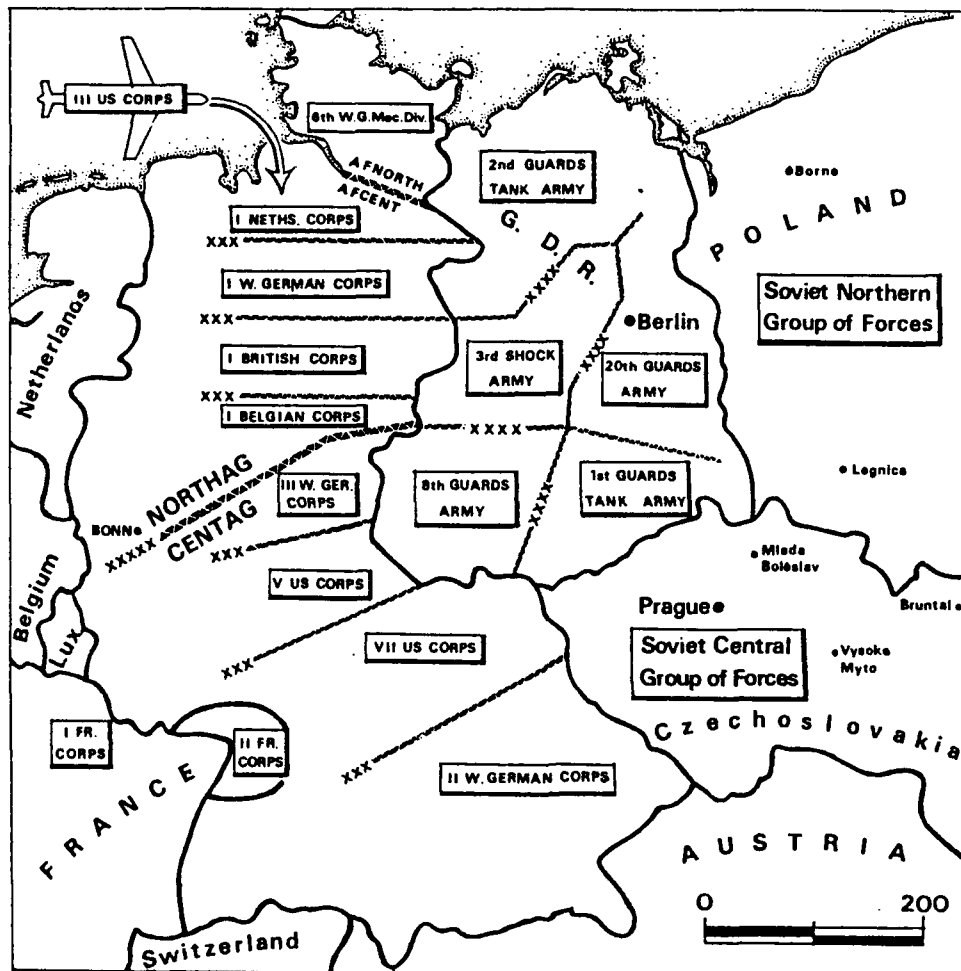 III US CORPS
6th W.G.Mec.Div.
AFNORTH
AFCENT
2nd GUARDS
TANK ARMY
Borne
POLAND
I NETHS. CORPS
xxx
G. D. R.
I W. GERMAN CORPS
xxx
xxxx
Soviet Northern
Group of Forces
Netherlands
Berlin
I BRITISH CORPS
3rd SHOCK
ARMY
xxxx
20th GUARDS
ARMY
xxx
I BELGIAN CORPS
xxxx
NORTHAG
CENTAG
III W. GER.
CORPS
8th GUARDS
ARMY
xxxx
1st GUARDS
TANK ARMY
Legnica
BONN
xxxxx
xxx
Mlada
Boleslav
Belgium
V US CORPS
Prague
Bruntal
Lux
VII US CORPS
xxx
Soviet Central
Group of Forces
Vysoke
Myto
Czechoslovakia
I FR.
CORPS
II FR.
CORPS
xxx
II W. GERMAN CORPS
FRANCE
AUSTRIA
0 200
Switzerland